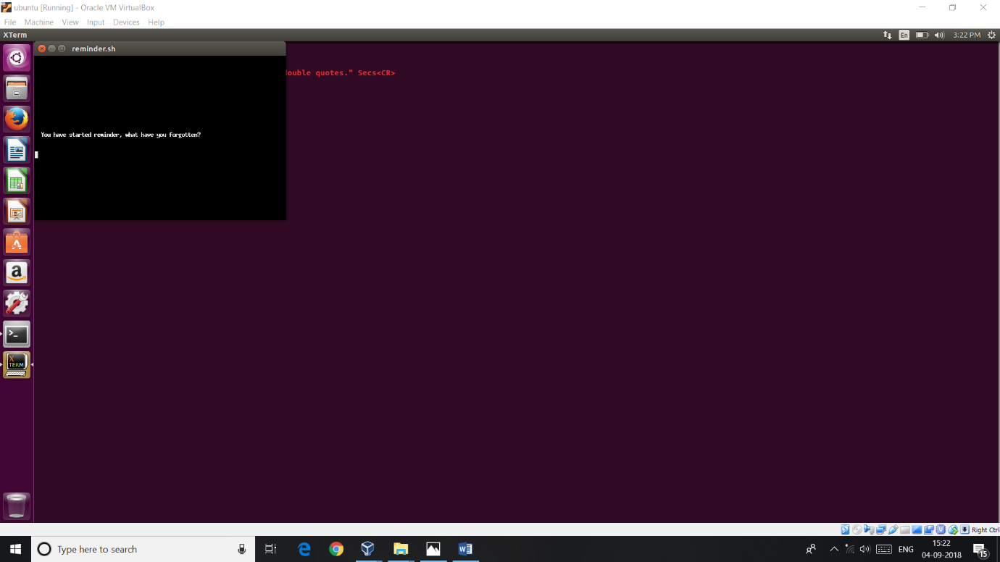 ubuntu [Running] - Oracle VM VirtualBox
File Machine View Input Devices Help
XTerm En 3:22 PM
reminder.sh
double quotes." Secs<CR>
You have started reminder, what have you forgotten?
a
>_
X
TERM
Right Ctrl
Type here to search
ENG
15:22
04-09-2018
15